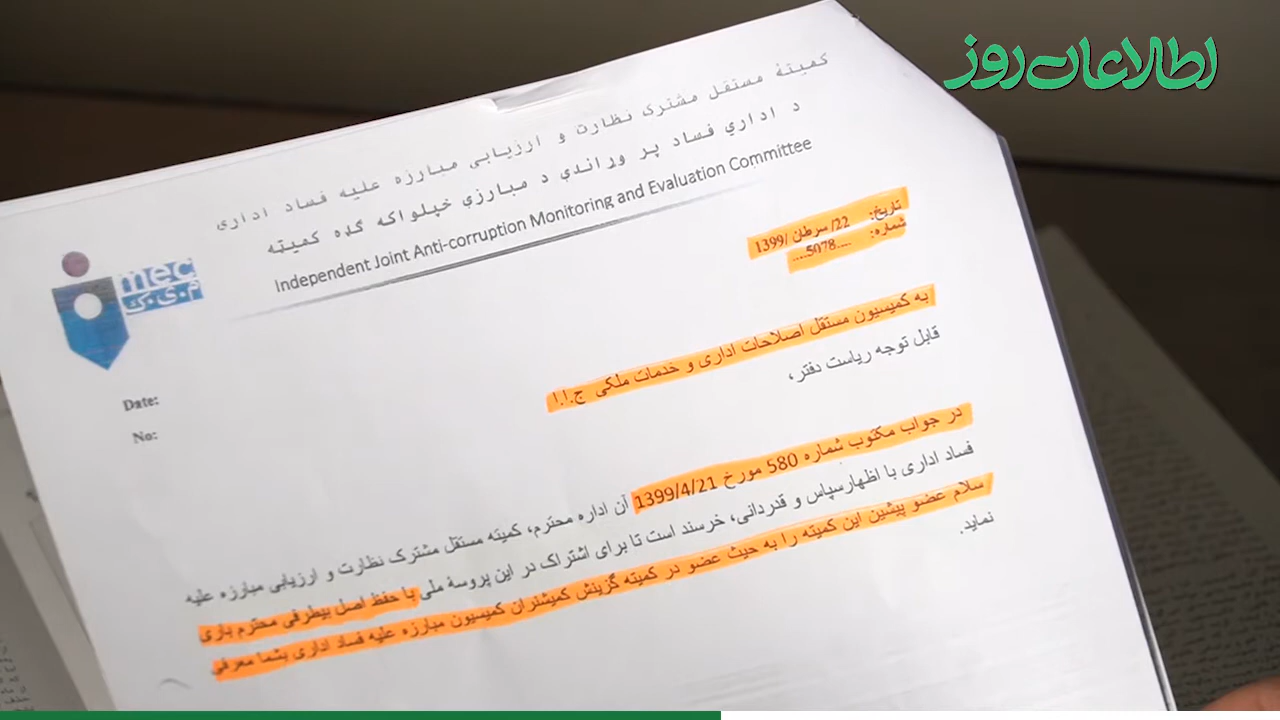 اطلاعات روز
کمیتهٔ مستقل مشترک نظارت و ارزیابی مبارزه علیه فساد اداری
د اداري فساد پر وړاندې د مبارزې خپلواکه ګډه کمیټه
Independent Joint Anti-corruption Monitoring and Evaluation Committee
mec
م.ی.ک
تاریخ: 22/ سرطان /1399
شماره: ....5078....
Date:
No:
به کمیسیون مستقل اصلاحات اداری و خدمات ملکی ج.ا.ا
قابل توجه ریاست دفتر،
در جواب مکتوب شماره 580 مورخ 1399/4/21 آن اداره محترم، کمیته مستقل مشترک نظارت و ارزیابی مبارزه علیه
فساد اداری با اظهارسپاس و قدردانی، خرسند است تا برای اشتراک در این پروسهٔ ملی با حفظ اصل بیطرفی محترم باری
سلام عضو پیشین این کمیته را به حیث عضو در کمیته گزینش کمیشنران کمیسیون مبارزه علیه فساد اداری بشما معرفی
نماید.